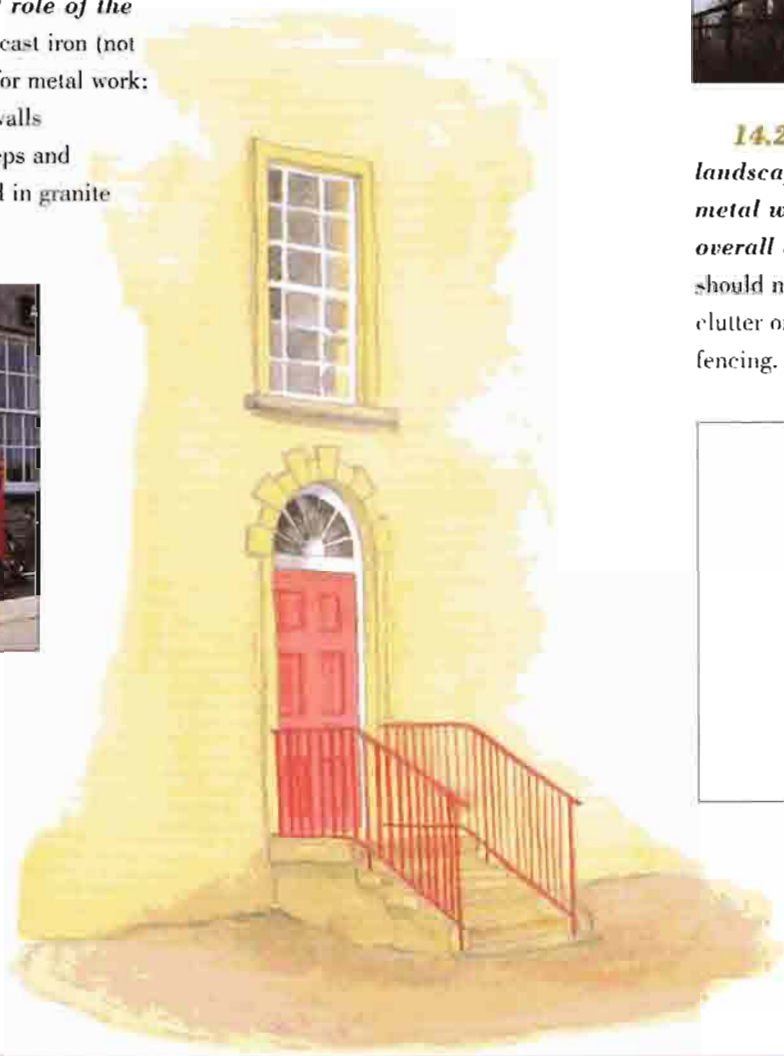 role of the
cast iron (not
for metal work:
walls
eps and
l in granite
14.2
landsca
metal w
overall
should n
clutter o
fencing.